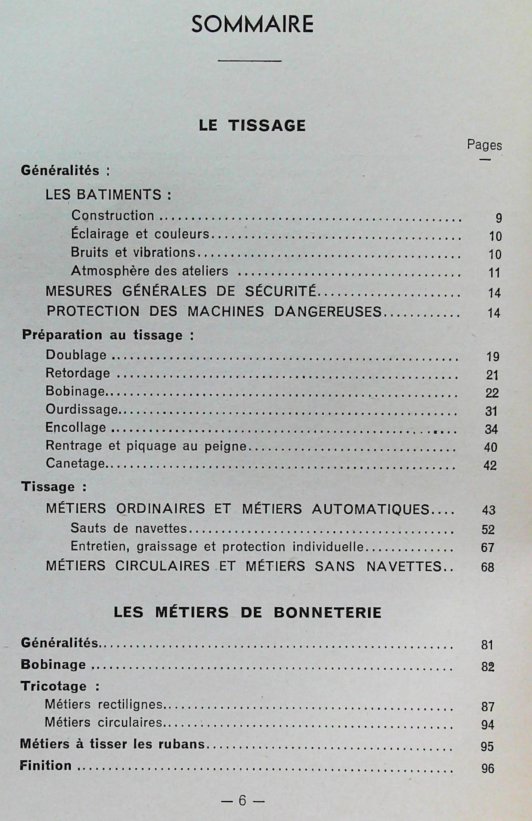 SOMMAIRE
LE TISSAGE
Pages
Généralités :
LES BATIMENTS :
Construction ........................................... 9
Éclairage et couleurs................................... 10
Bruits et vibrations..................................... 10
Atmosphère des ateliers ................................ 11
MESURES GÉNÉRALES DE SÉCURITÉ..................... 14
PROTECTION DES MACHINES DANGEREUSES............ 14
Préparation au tissage :
Doublage ................................................ 19
Retordage ............................................... 21
Bobinage................................................. 22
Ourdissage............................................... 31
Encollage ............................................... 34
Rentrage et piquage au peigne............................ 40
Canetage................................................. 42
Tissage :
MÉTIERS ORDINAIRES ET MÉTIERS AUTOMATIQUES.... 43
Sauts de navettes...................................... 52
Entretien, graissage et protection individuelle.............. 67
MÉTIERS CIRCULAIRES ET MÉTIERS SANS NAVETTES.. 68
LES MÉTIERS DE BONNETERIE
Généralités.................................................. 81
Bobinage ................................................... 82
Tricotage :
Métiers rectilignes......................................... 87
Métiers circulaires......................................... 94
Métiers à tisser les rubans................................... 95
Finition ..................................................... 96
— 6 —